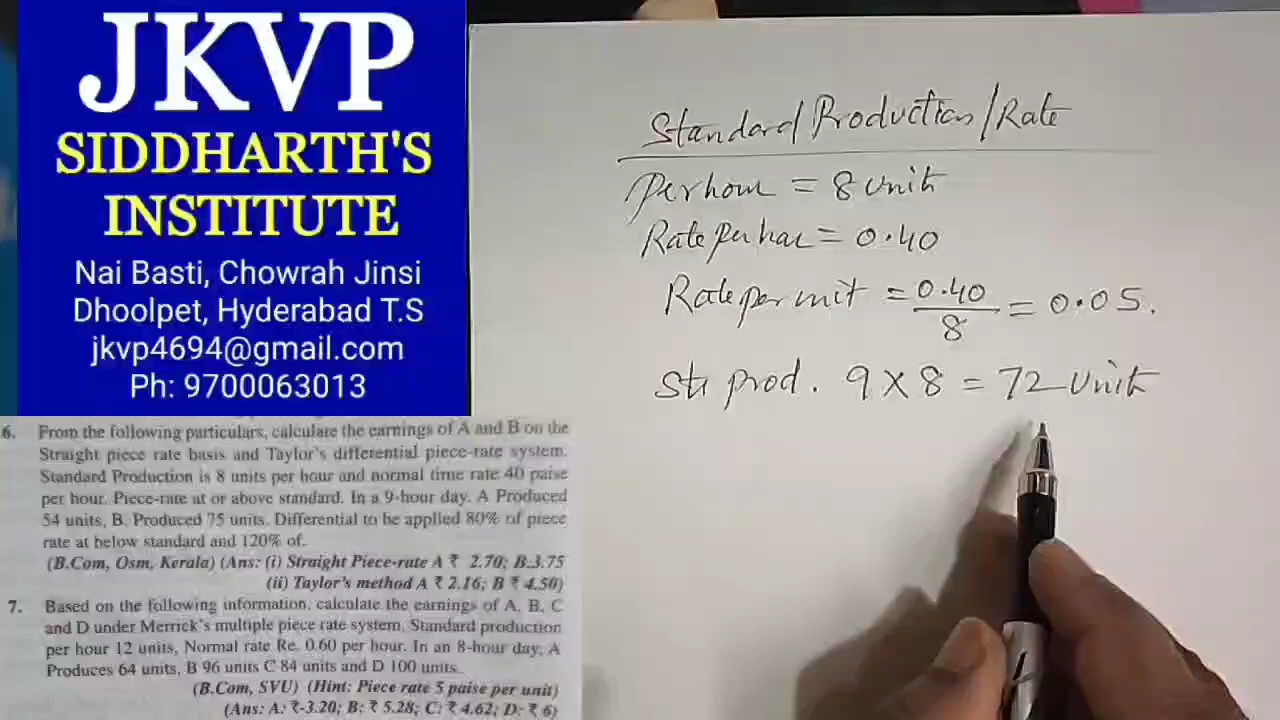 JKVP
SIDDHARTH'S
INSTITUTE
Nai Basti, Chowrah Jinsi
Dhoolpet, Hyderabad T.S
jkvp4694@gmail.com
Ph: 9700063013
6. From the following particulars, calculate the earnings of A and B on the
Straight piece rate basis and Taylor's differential piece-rate system.
Standard Production is 8 units per hour and normal time rate 40 paise
per hour. Piece-rate at or above standard. In a 9-hour day. A Produced
54 units, B. Produced 75 units. Differential to be applled 80% of piece
rate at below standard and 120% of.
(B.Com, Osm, Kerala) (Ans: (i) Straight Piece-rate A ₹ 2.70; B.3.75
(ii) Taylor's method A ₹ 2.16; B ₹ 4.50)
7. Based on the following information, calculate the earnings of A, B, C
and D under Merrick's multiple piece rate system. Standard production
per hour 12 units, Normal rate Re. 0.60 per hour. In an 8-hour day, A
Produces 64 units, B 96 units C 84 units and D 100 units.
(B.Com, SVU) (Hint: Piece rate 5 paise per unit)
(Ans: A: ₹-3.20; B: ₹ 5.28; C: ₹ 4.62; D: ₹ 6)
Standard Production/Rate
Per hour = 8 unit
Rate per hour = 0.40
Rate per unit = 0.40/8 = 0.05.
Std prod. 9 X 8 = 72 Unit